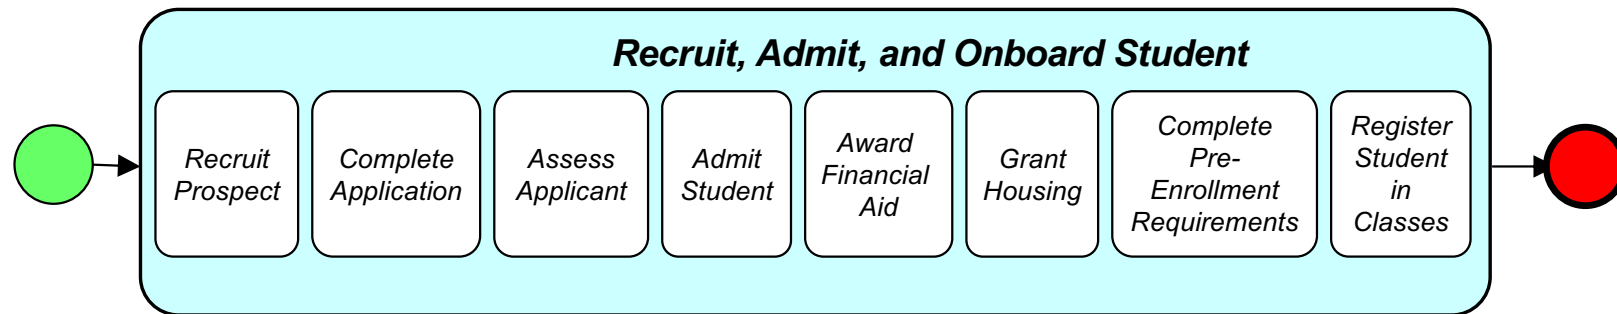 Recruit, Admit, and Onboard Student
Recruit
Prospect
Complete
Application
Assess
Applicant
Admit
Student
Award
Financial
Aid
Grant
Housing
Complete
Pre-
Enrollment
Requirements
Register
Student
in
Classes